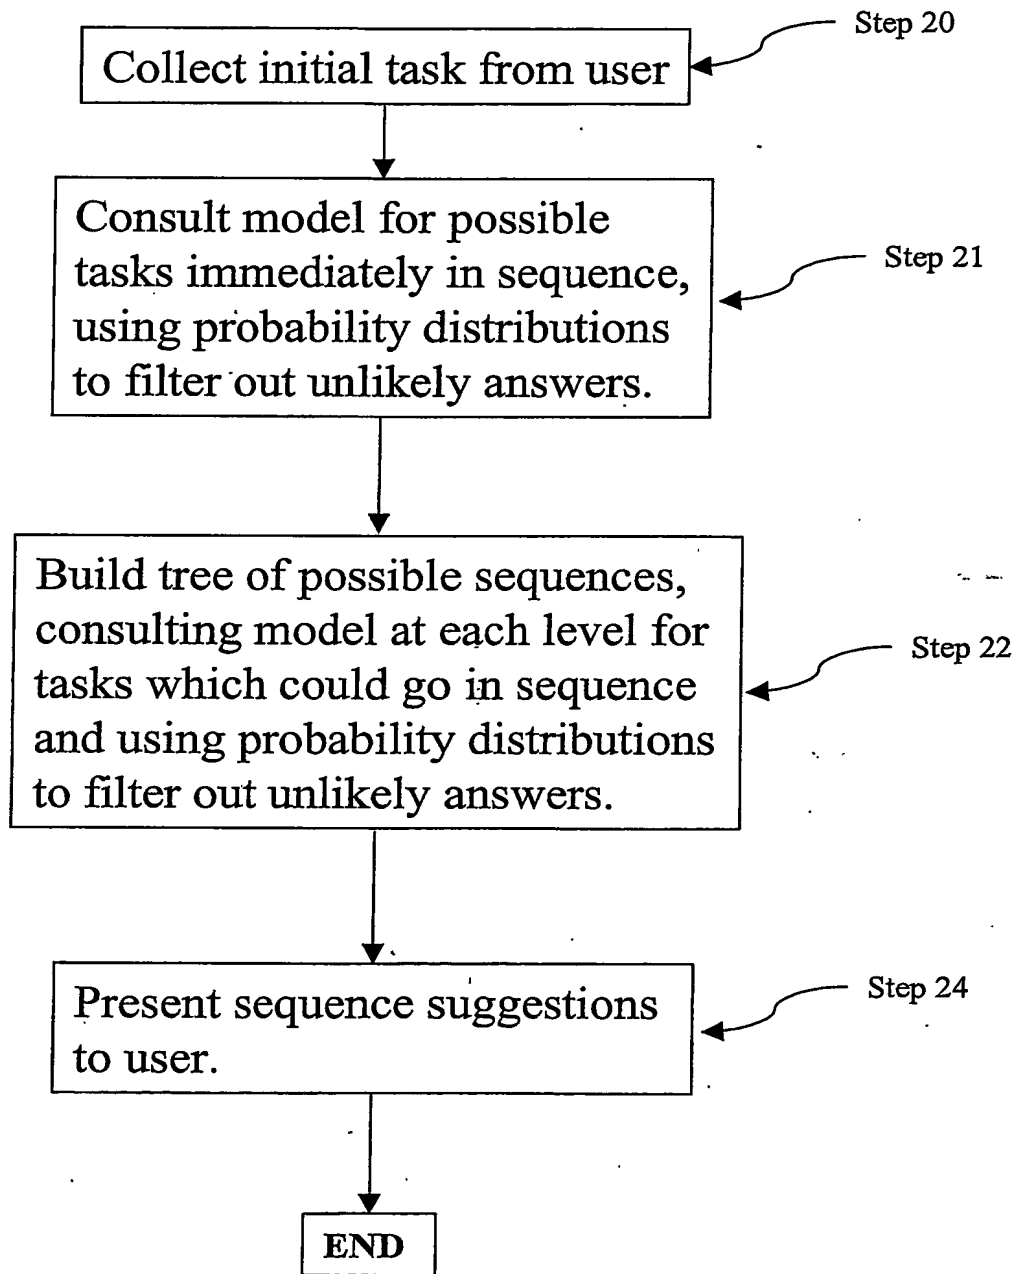 Step 20
Collect initial task from user
Consult model for possible
tasks immediately in sequence,
using probability distributions
to filter out unlikely answers.
Step 21
Build tree of possible sequences,
consulting model at each level for
tasks which could go in sequence
and using probability distributions
to filter out unlikely answers.
Step 22
Present sequence suggestions
to user.
Step 24
END